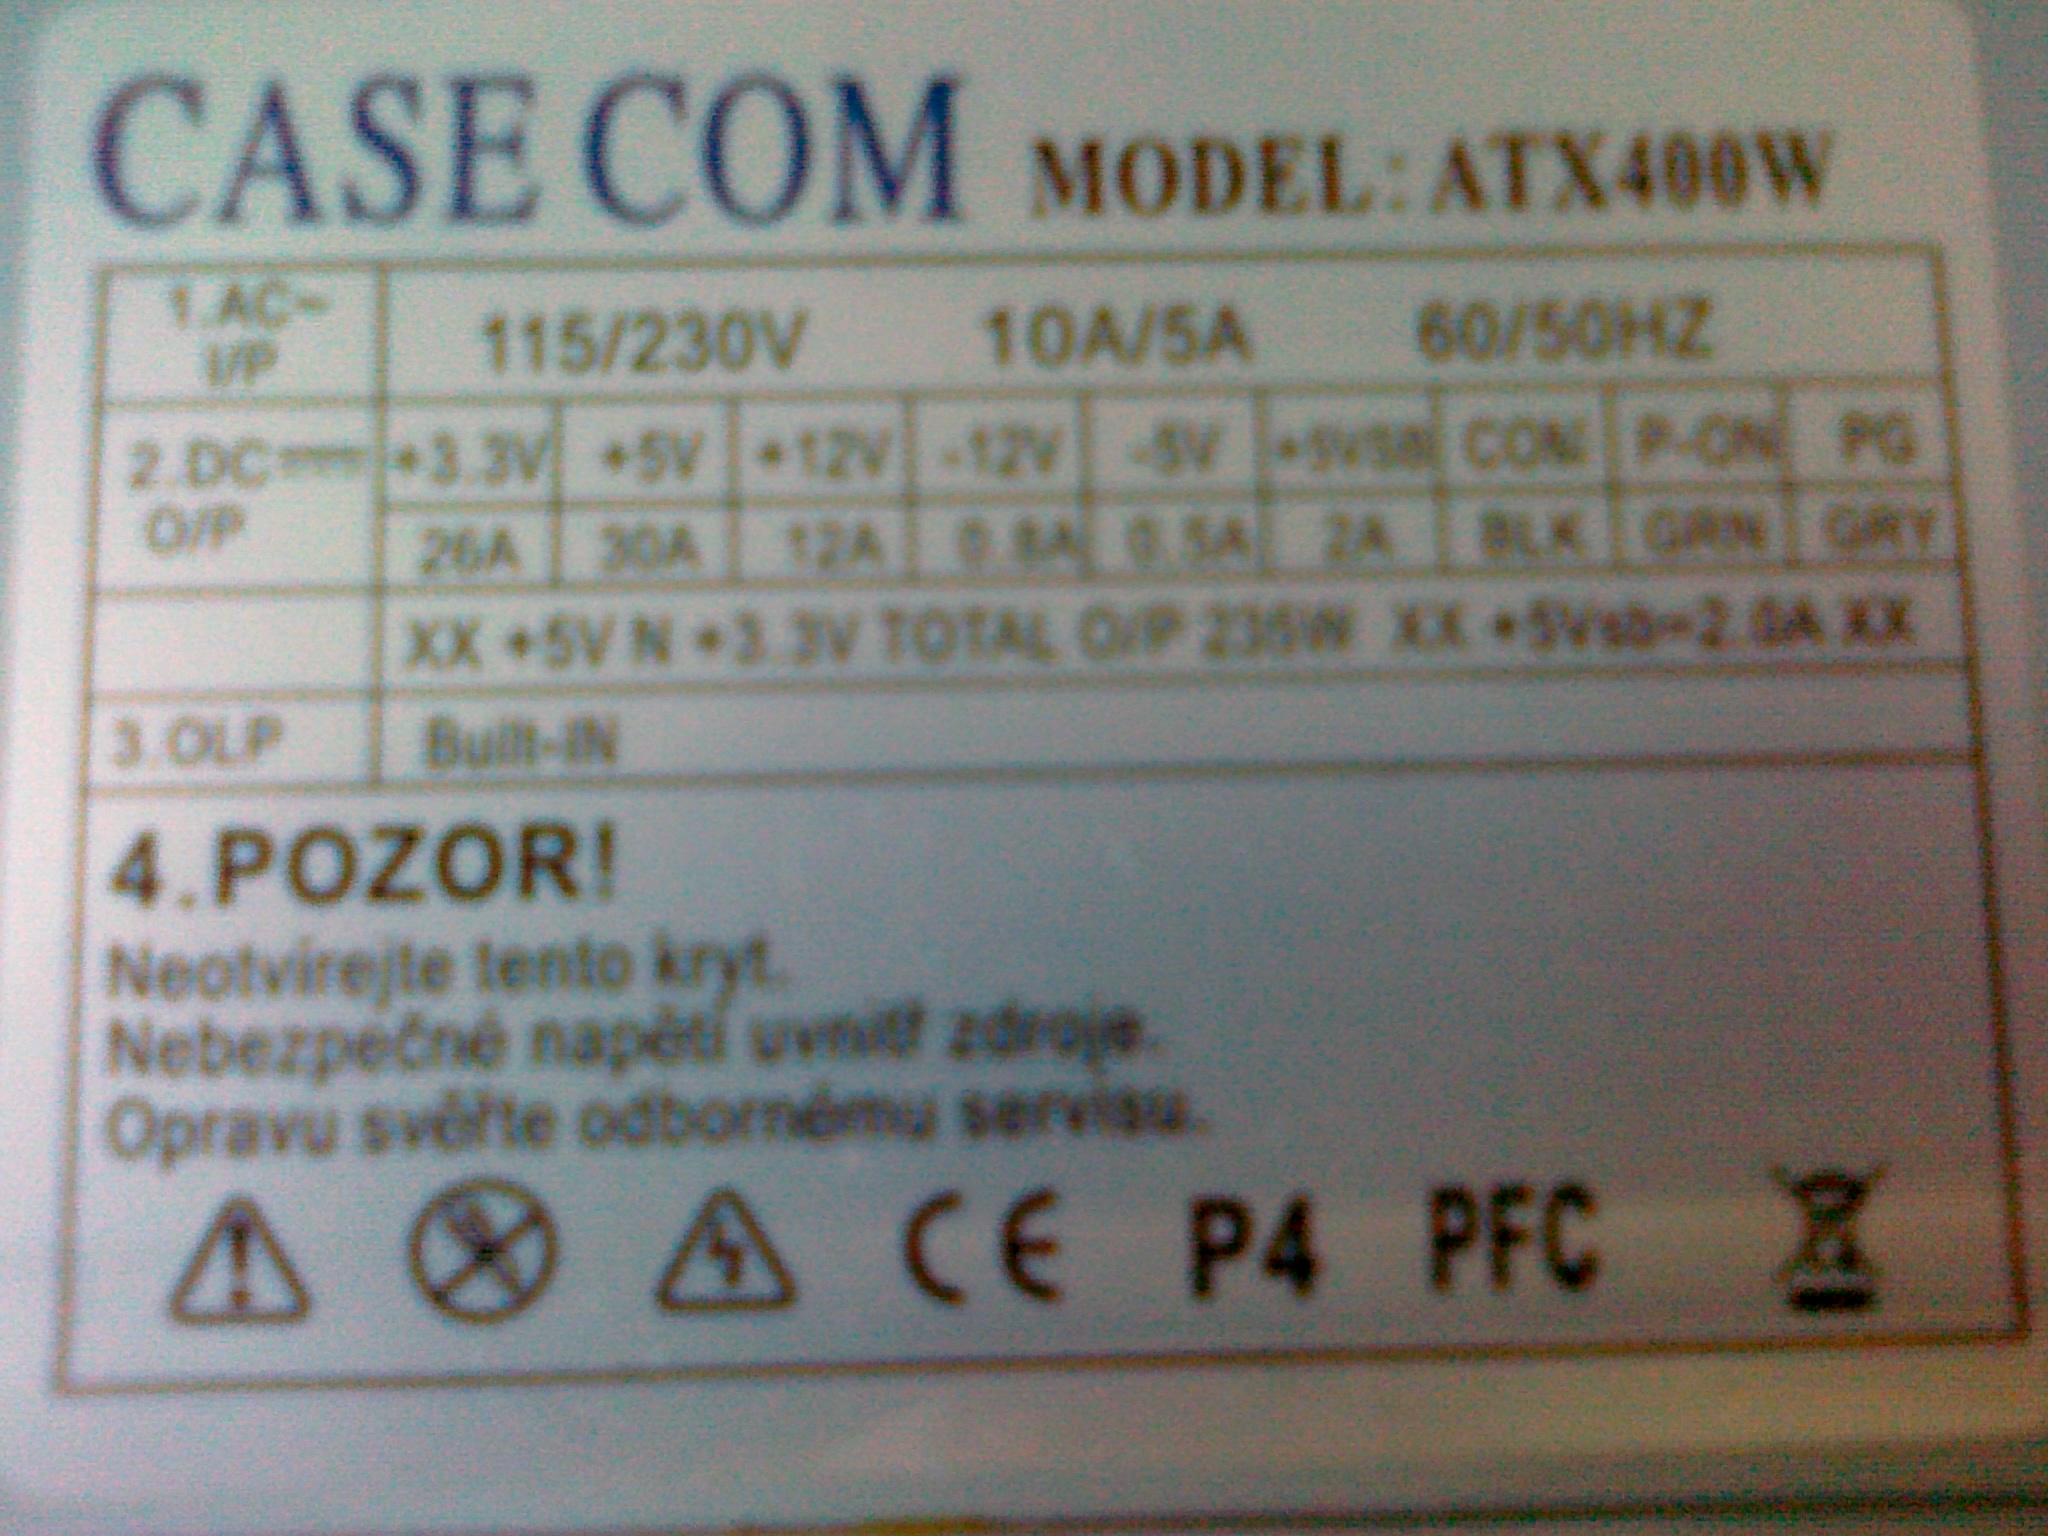 CASE COM MODEL: ATX400W
1.AC~ I/P 115/230V 10A/5A 60/50HZ
2.DC O/P +3.3V +5V +12V -12V -5V +5VSB COM P-ON PG
26A 30A 12A 0.8A 0.5A 2A BLK GRN GRY
XX +5V N +3.3V TOTAL O/P 235W XX +5Vsb=2.0A XX
3.OLP Built-IN
4.POZOR!
Neotvírejte tento kryt.
Nebezpečné napětí uvnitř zdroje.
Opravu svěřte odbornému servisu.
CE P4 PFC